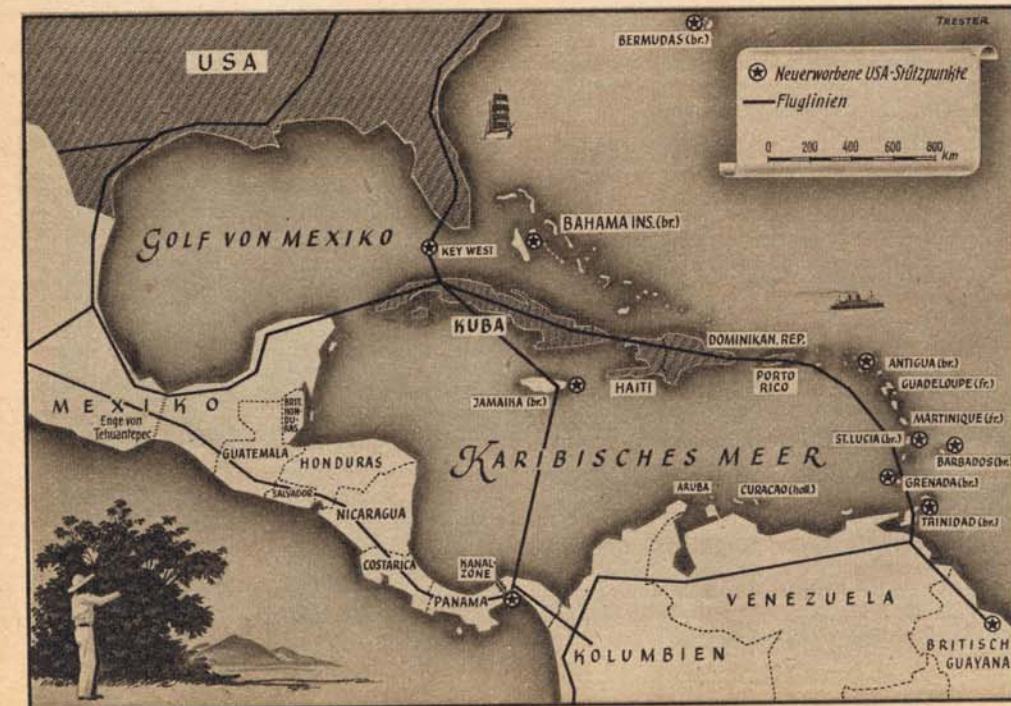 TRESTER
BERMUDAS (br.)
USA
Neuerworbene USA-Stützpunkte
Fluglinien
0 200 400 600 800
Km
BAHAMA INS. (br.)
GOLF VON MEXIKO
KEY WEST
KUBA
DOMINIKAN. REP.
ANTIGUA (br.)
HAITI
PORTO
RICO
GUADELOUPE (fr.)
JAMAIKA (br.)
MEXIKO
Enge von
Tehuantepec
BRIT.
HON-
DU-
RAS
MARTINIQUE (fr.)
ST. LUCIA (br.)
BARBADOS (br.)
GUATEMALA
HONDURAS
KARIBISCHES MEER
GRENADA (br.)
SALVADOR
ARUBA
CURACAO (holl.)
NICARAGUA
TRINIDAD (br.)
COSTARICA
KANAL-
ZONE
PANAMA
VENEZUELA
KOLUMBIEN
BRITISCH
GUAYANA